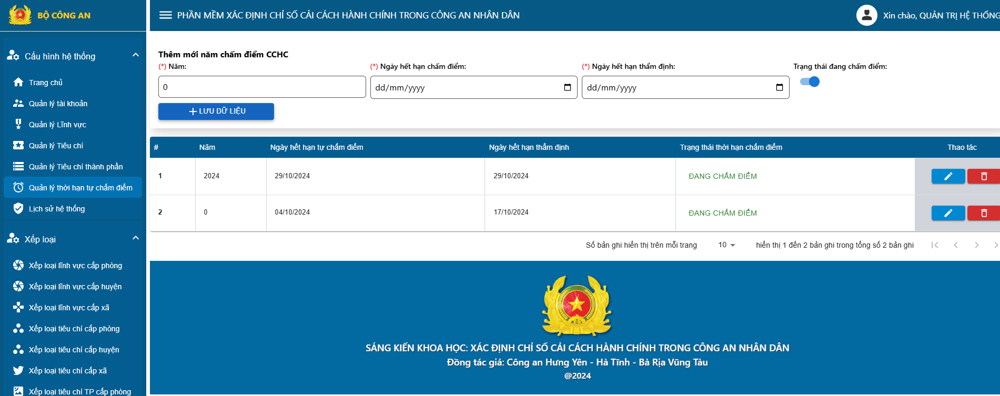 BỘ CÔNG AN
PHẦN MỀM XÁC ĐỊNH CHỈ SỐ CẢI CÁCH HÀNH CHÍNH TRONG CÔNG AN NHÂN DÂN
Xin chào, QUẢN TRỊ HỆ THỐNG
Cấu hình hệ thống
Trang chủ
Quản lý tài khoản
Quản lý Lĩnh vực
Quản lý Tiêu chí
Quản lý Tiêu chí thành phần
Quản lý thời hạn tự chấm điểm
Lịch sử hệ thống
Xếp loại
Xếp loại lĩnh vực cấp phòng
Xếp loại lĩnh vực cấp huyện
Xếp loại lĩnh vực cấp xã
Xếp loại tiêu chí cấp phòng
Xếp loại tiêu chí cấp huyện
Xếp loại tiêu chí cấp xã
Xếp loại tiêu chí TP cấp phòng
Thêm mới năm chấm điểm CCHC
(*) Năm: (*) Ngày hết hạn chấm điểm: (*) Ngày hết hạn thẩm định: Trạng thái đang chấm điểm:
0 dd/mm/yyyy dd/mm/yyyy
LƯU DỮ LIỆU
# Năm Ngày hết hạn tự chấm điểm Ngày hết hạn thẩm định Trạng thái thời hạn chấm điểm Thao tác
1 2024 29/10/2024 29/10/2024 ĐANG CHẤM ĐIỂM
2 0 04/10/2024 17/10/2024 ĐANG CHẤM ĐIỂM
Số bản ghi hiển thị trên mỗi trang 10 hiển thị 1 đến 2 bản ghi trong tổng số 2 bản ghi
SÁNG KIẾN KHOA HỌC: XÁC ĐỊNH CHỈ SỐ CẢI CÁCH HÀNH CHÍNH TRONG CÔNG AN NHÂN DÂN
Đồng tác giả: Công an Hưng Yên - Hà Tĩnh - Bà Rịa Vũng Tàu
@2024